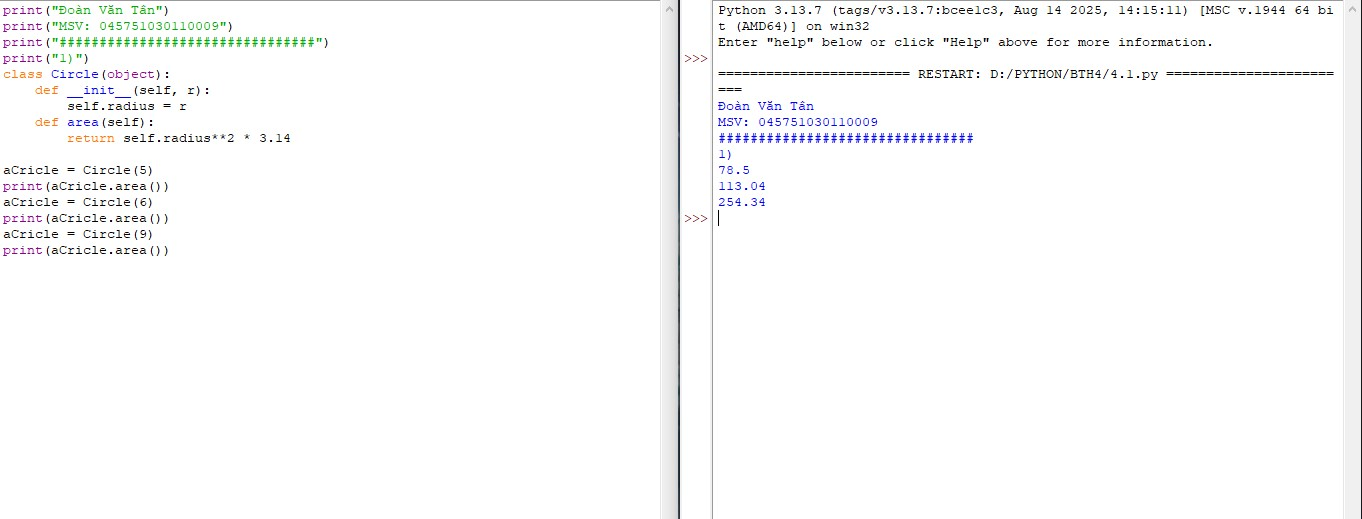 print("Đoàn Văn Tân")
print("MSV: 045751030110009")
print("################################")
print("1)")
class Circle(object):
    def __init__(self, r):
        self.radius = r
    def area(self):
        return self.radius**2 * 3.14

aCricle = Circle(5)
print(aCricle.area())
aCricle = Circle(6)
print(aCricle.area())
aCricle = Circle(9)
print(aCricle.area())
Python 3.13.7 (tags/v3.13.7:bcee1c3, Aug 14 2025, 14:15:11) [MSC v.1944 64 bi
t (AMD64)] on win32
Enter "help" below or click "Help" above for more information.
>>>
======================== RESTART: D:/PYTHON/BTH4/4.1.py =====================
===
Đoàn Văn Tân
MSV: 045751030110009
################################
1)
78.5
113.04
254.34
>>>